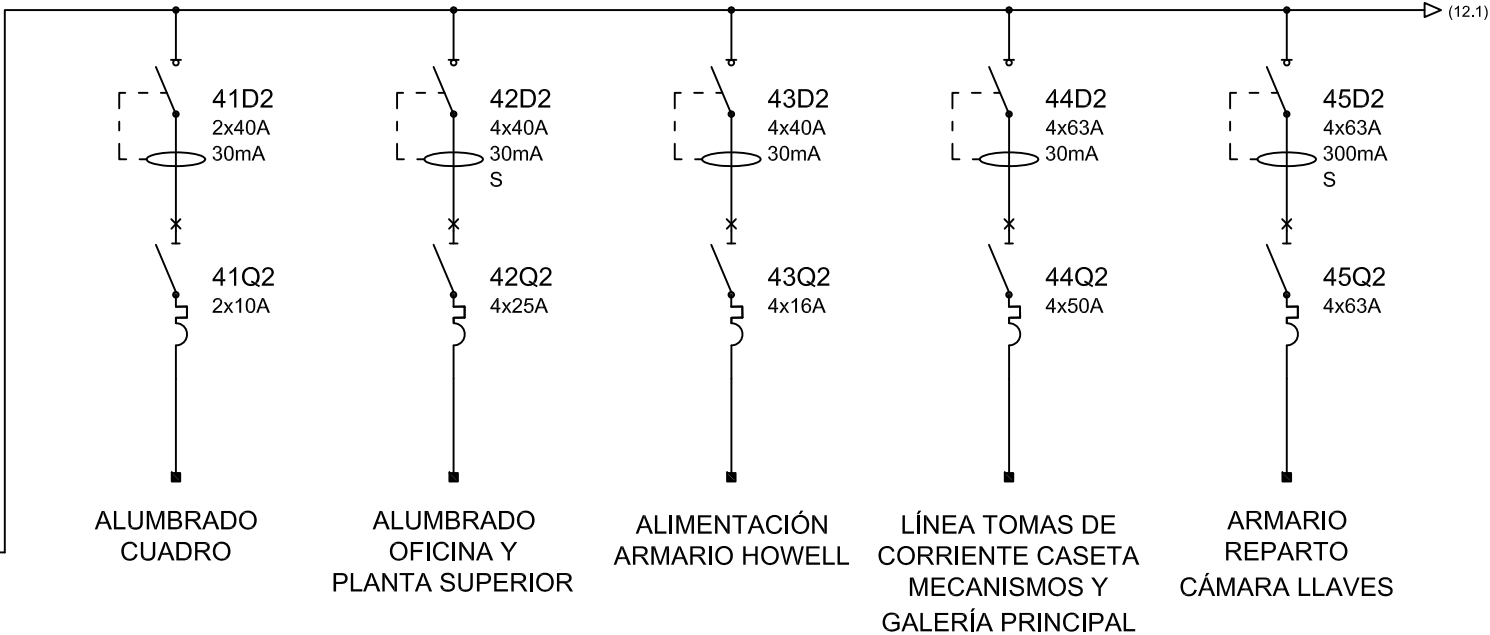 (12.1)
41D2
2x40A
30mA
42D2
4x40A
30mA
S
43D2
4x40A
30mA
44D2
4x63A
30mA
45D2
4x63A
300mA
S
41Q2
2x10A
42Q2
4x25A
43Q2
4x16A
44Q2
4x50A
45Q2
4x63A
ALUMBRADO
CUADRO
ALUMBRADO
OFICINA Y
PLANTA SUPERIOR
ALIMENTACIÓN
ARMARIO HOWELL
LÍNEA TOMAS DE
CORRIENTE CASETA
MECANISMOS Y
GALERÍA PRINCIPAL
ARMARIO
REPARTO
CÁMARA LLAVES